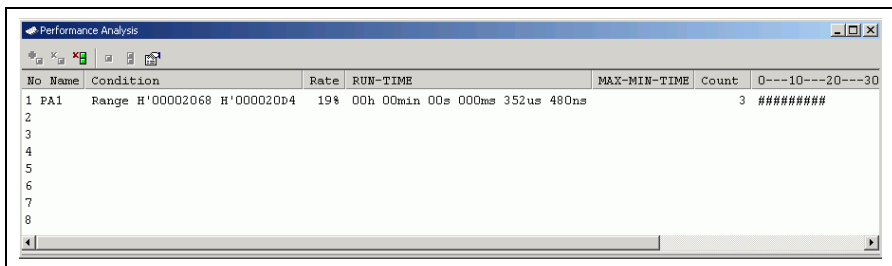 Performance Analysis
No Name Condition Rate RUN-TIME MAX-MIN-TIME Count 0---10---20---30
1 PA1 Range H'00002068 H'000020D4 19% 00h 00min 00s 000ms 352us 480ns 3 #########
2
3
4
5
6
7
8